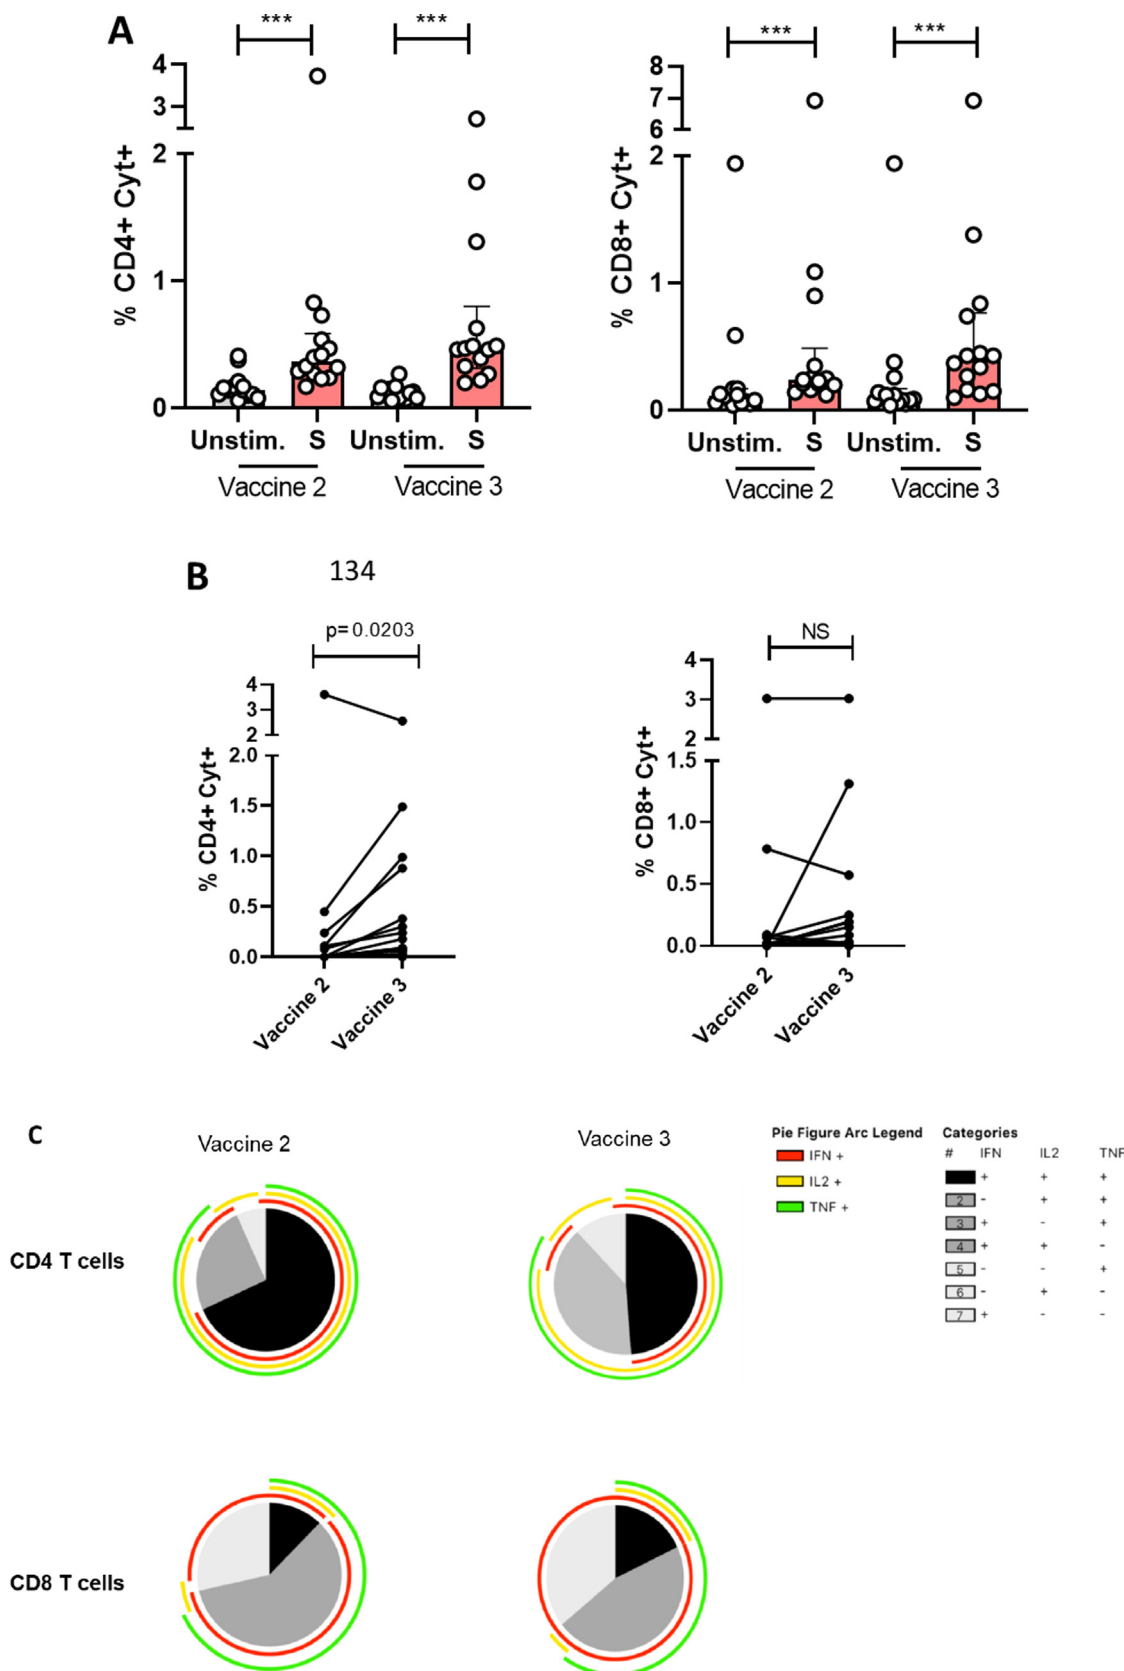 A
***
***
***
***
% CD4+ Cyt+
4
3
2
1
0
Unstim.
S
Unstim.
S
Vaccine 2
Vaccine 3
% CD8+ Cyt+
8
7
6
2
1
0
Unstim.
S
Unstim.
S
Vaccine 2
Vaccine 3
B
134
p= 0.0203
% CD4+ Cyt+
4
3
2
2.0
1.5
1.0
0.5
0.0
Vaccine 2
Vaccine 3
NS
% CD8+ Cyt+
4
3
2
1.5
1.0
0.5
0.0
Vaccine 2
Vaccine 3
C
Vaccine 2
Vaccine 3
CD4 T cells
CD8 T cells
Pie Figure Arc Legend
IFN +
IL2 +
TNF +
Categories
# IFN IL2 TNF
+ + +
2 - + +
3 + - +
4 + + -
5 - - +
6 - + -
7 + - -